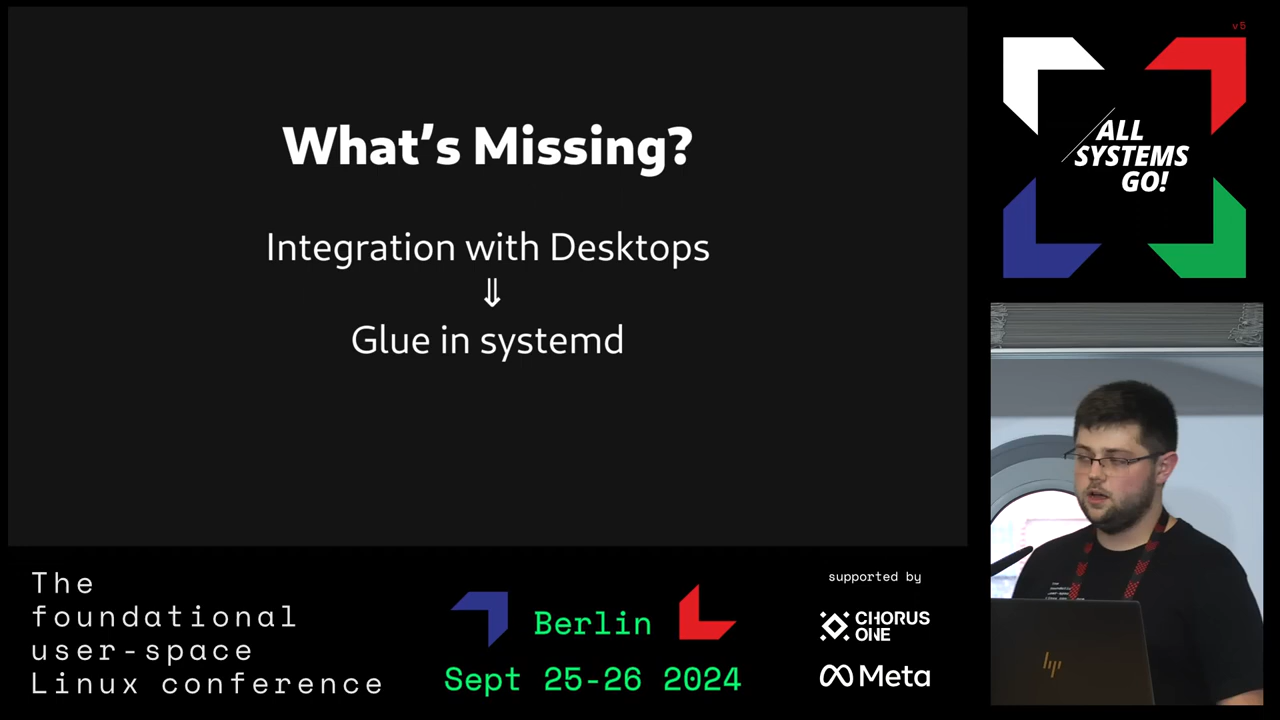 What's Missing?
Integration with Desktops
⇓
Glue in systemd
v5
ALL
SYSTEMS
GO!
The
foundational
user-space
Linux conference
Berlin
Sept 25-26 2024
supported by
CHORUS
ONE
Meta
hp